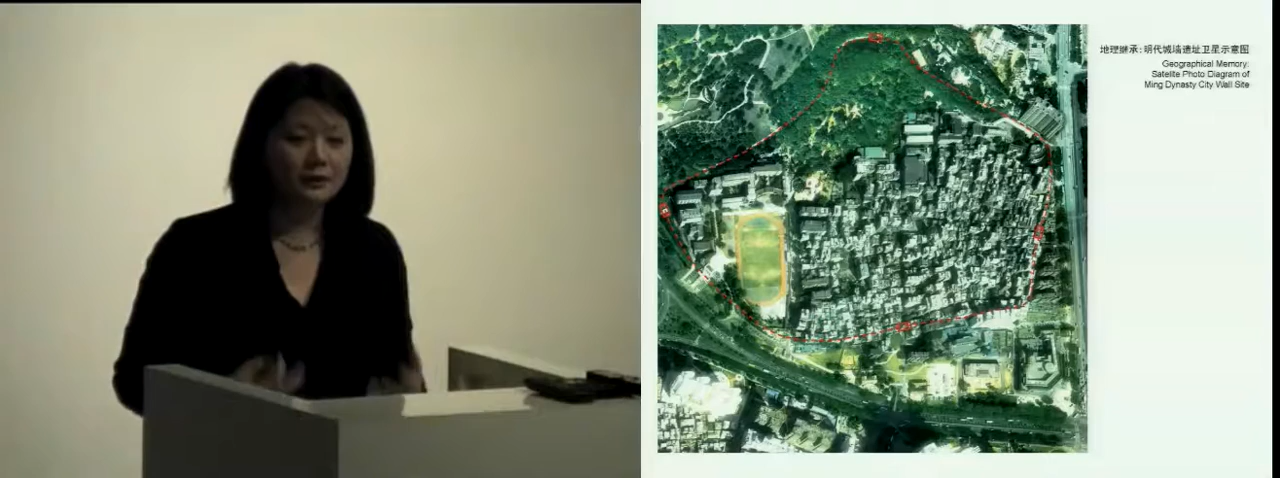 地理继承：明代城墙遗址卫星示意图
Geographical Memory:
Satellite Photo Diagram of
Ming Dynasty City Wall Site